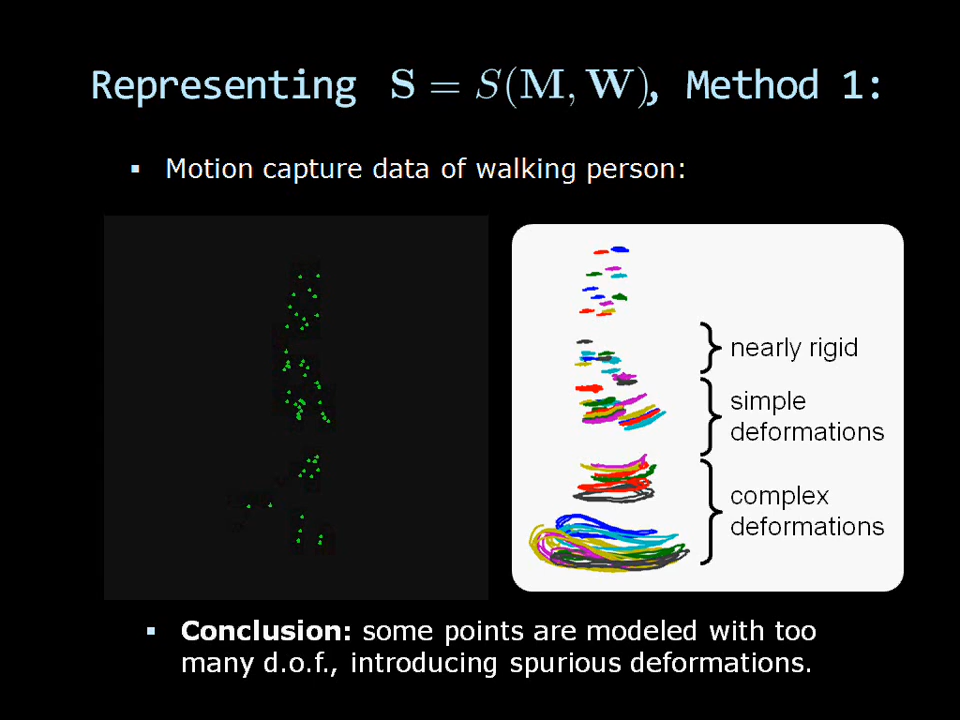 Representing S = S(M, W), Method 1:
▪ Motion capture data of walking person:
nearly rigid
simple
deformations
complex
deformations
▪ Conclusion: some points are modeled with too
many d.o.f., introducing spurious deformations.